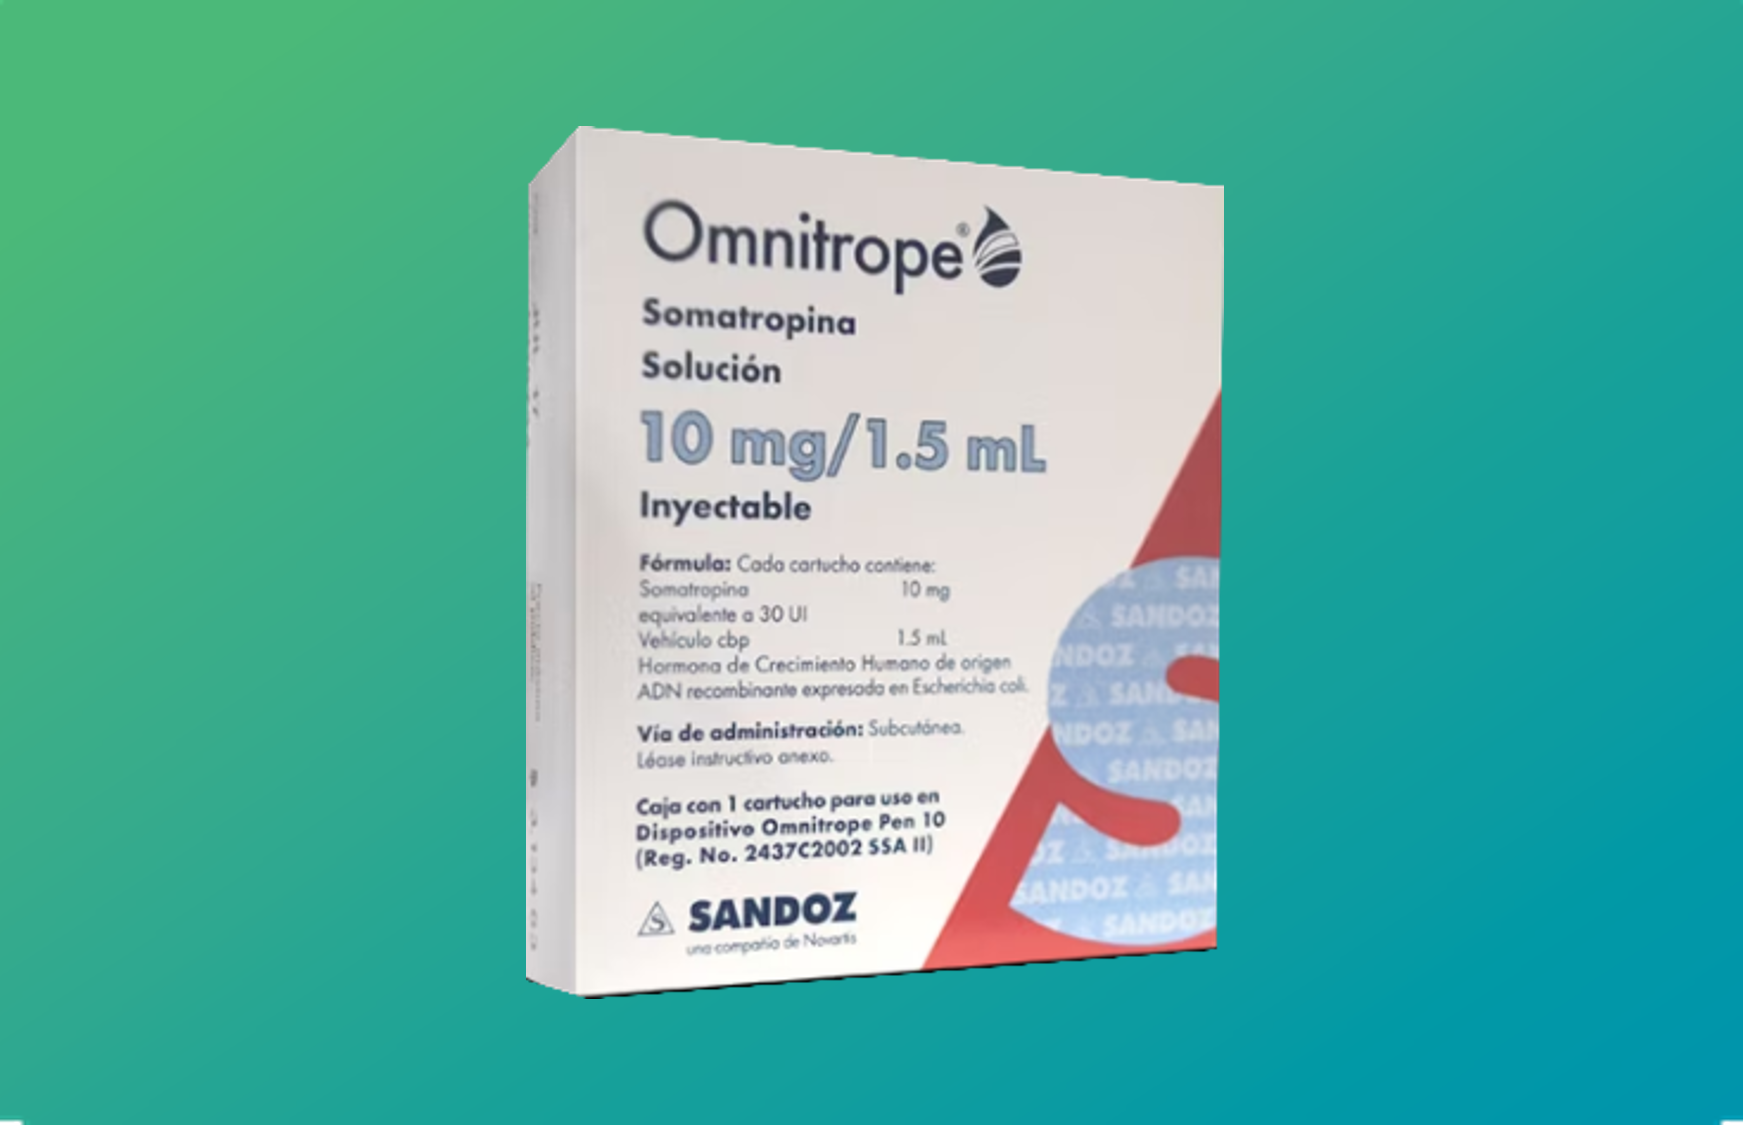 Omnitrope®
Somatropina
Solución
10 mg/1.5 mL
Inyectable
Fórmula: Cada cartucho contiene:
Somatropina 10 mg
equivalente a 30 UI
Vehículo cbp 1.5 mL
Hormona de Crecimiento Humano de origen
ADN recombinante expresada en Escherichia coli.
Vía de administración: Subcutánea.
Léase instructivo anexo.
Caja con 1 cartucho para uso en
Dispositivo Omnitrope Pen 10
(Reg. No. 2437C2002 SSA II)
S SANDOZ
una compañía de Novartis
SANDOZ
SANDOZ
SANDOZ
SANDOZ
SANDOZ